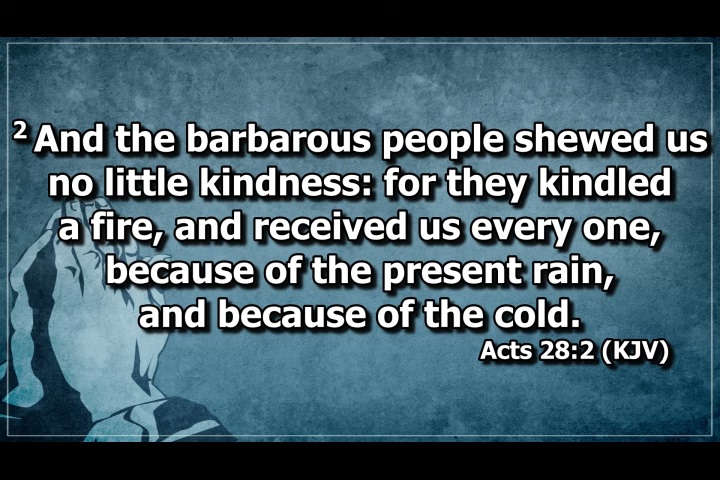 2 And the barbarous people shewed us
no little kindness: for they kindled
a fire, and received us every one,
because of the present rain,
and because of the cold.
Acts 28:2 (KJV)